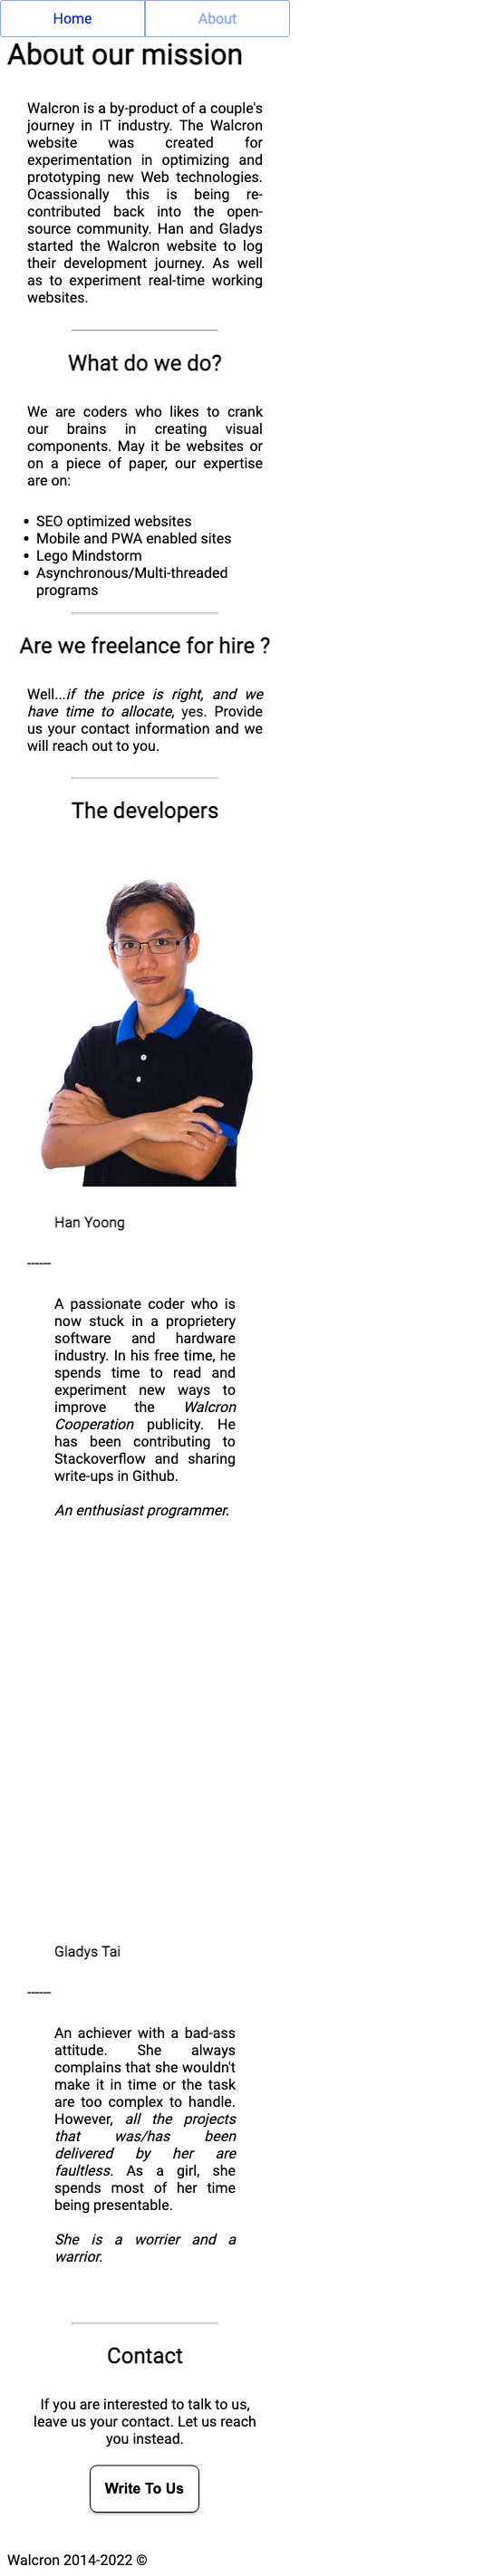 Home About
About our mission
Walcron is a by-product of a couple's
journey in IT industry. The Walcron
website was created for
experimentation in optimizing and
prototyping new Web technologies.
Ocassionally this is being re-
contributed back into the open-
source community. Han and Gladys
started the Walcron website to log
their development journey. As well
as to experiment real-time working
websites.
What do we do?
We are coders who likes to crank
our brains in creating visual
components. May it be websites or
on a piece of paper, our expertise
are on:
• SEO optimized websites
• Mobile and PWA enabled sites
• Lego Mindstorm
• Asynchronous/Multi-threaded
programs
Are we freelance for hire ?
Well...if the price is right, and we
have time to allocate, yes. Provide
us your contact information and we
will reach out to you.
The developers
Han Yoong
------
A passionate coder who is
now stuck in a proprietery
software and hardware
industry. In his free time, he
spends time to read and
experiment new ways to
improve the Walcron
Cooperation publicity. He
has been contributing to
Stackoverflow and sharing
write-ups in Github.
An enthusiast programmer.
Gladys Tai
------
An achiever with a bad-ass
attitude. She always
complains that she wouldn't
make it in time or the task
are too complex to handle.
However, all the projects
that was/has been
delivered by her are
faultless. As a girl, she
spends most of her time
being presentable.
She is a worrier and a
warrior.
Contact
If you are interested to talk to us,
leave us your contact. Let us reach
you instead.
Write To Us
Walcron 2014-2022 ©